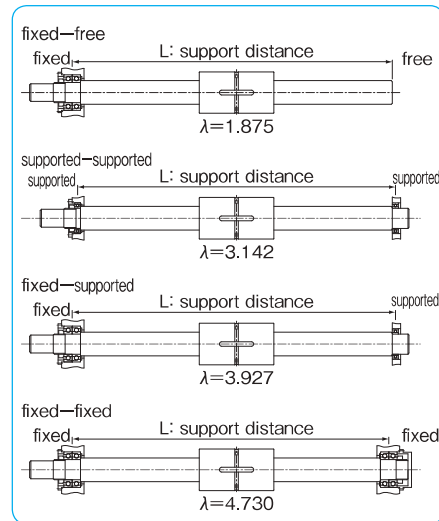 fixed—free
L: support distance
fixed
free
λ=1.875
supported—supported
L: support distance
supported
supported
λ=3.142
fixed—supported
L: support distance
fixed
supported
λ=3.927
fixed—fixed
L: support distance
fixed
fixed
λ=4.730